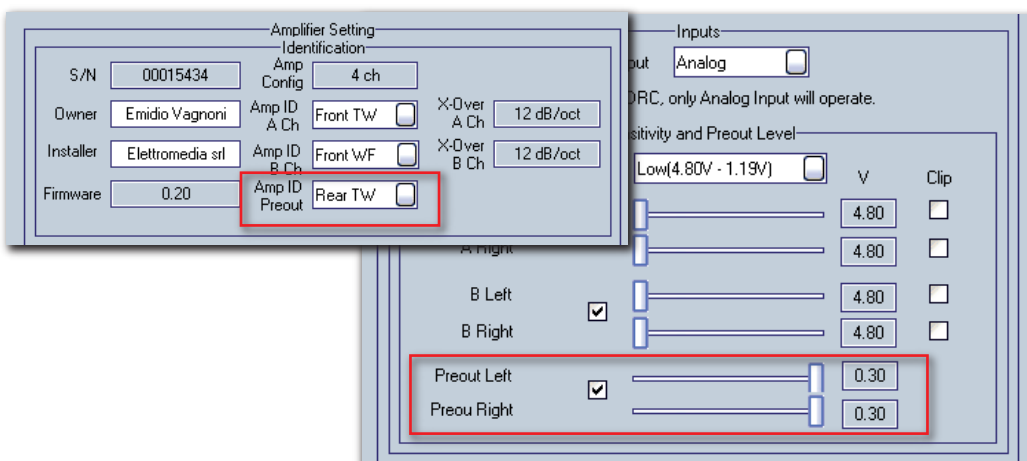 Amplifier Setting
Identification
S/N 00015434 Amp Config 4 ch
Owner Emidio Vagnoni Amp ID A Ch Front TW X-Over A Ch 12 dB/oct
Installer Elettromedia srl Amp ID B Ch Front WF X-Over B Ch 12 dB/oct
Firmware 0.20 Amp ID Preout Rear TW
Inputs
Analog
DRC, only Analog Input will operate.
and Preout Level
Low(4.80V - 1.19V) V Clip
4.80
A Right 4.80
B Left 4.80
B Right 4.80
Preout Left 0.30
Preou Right 0.30